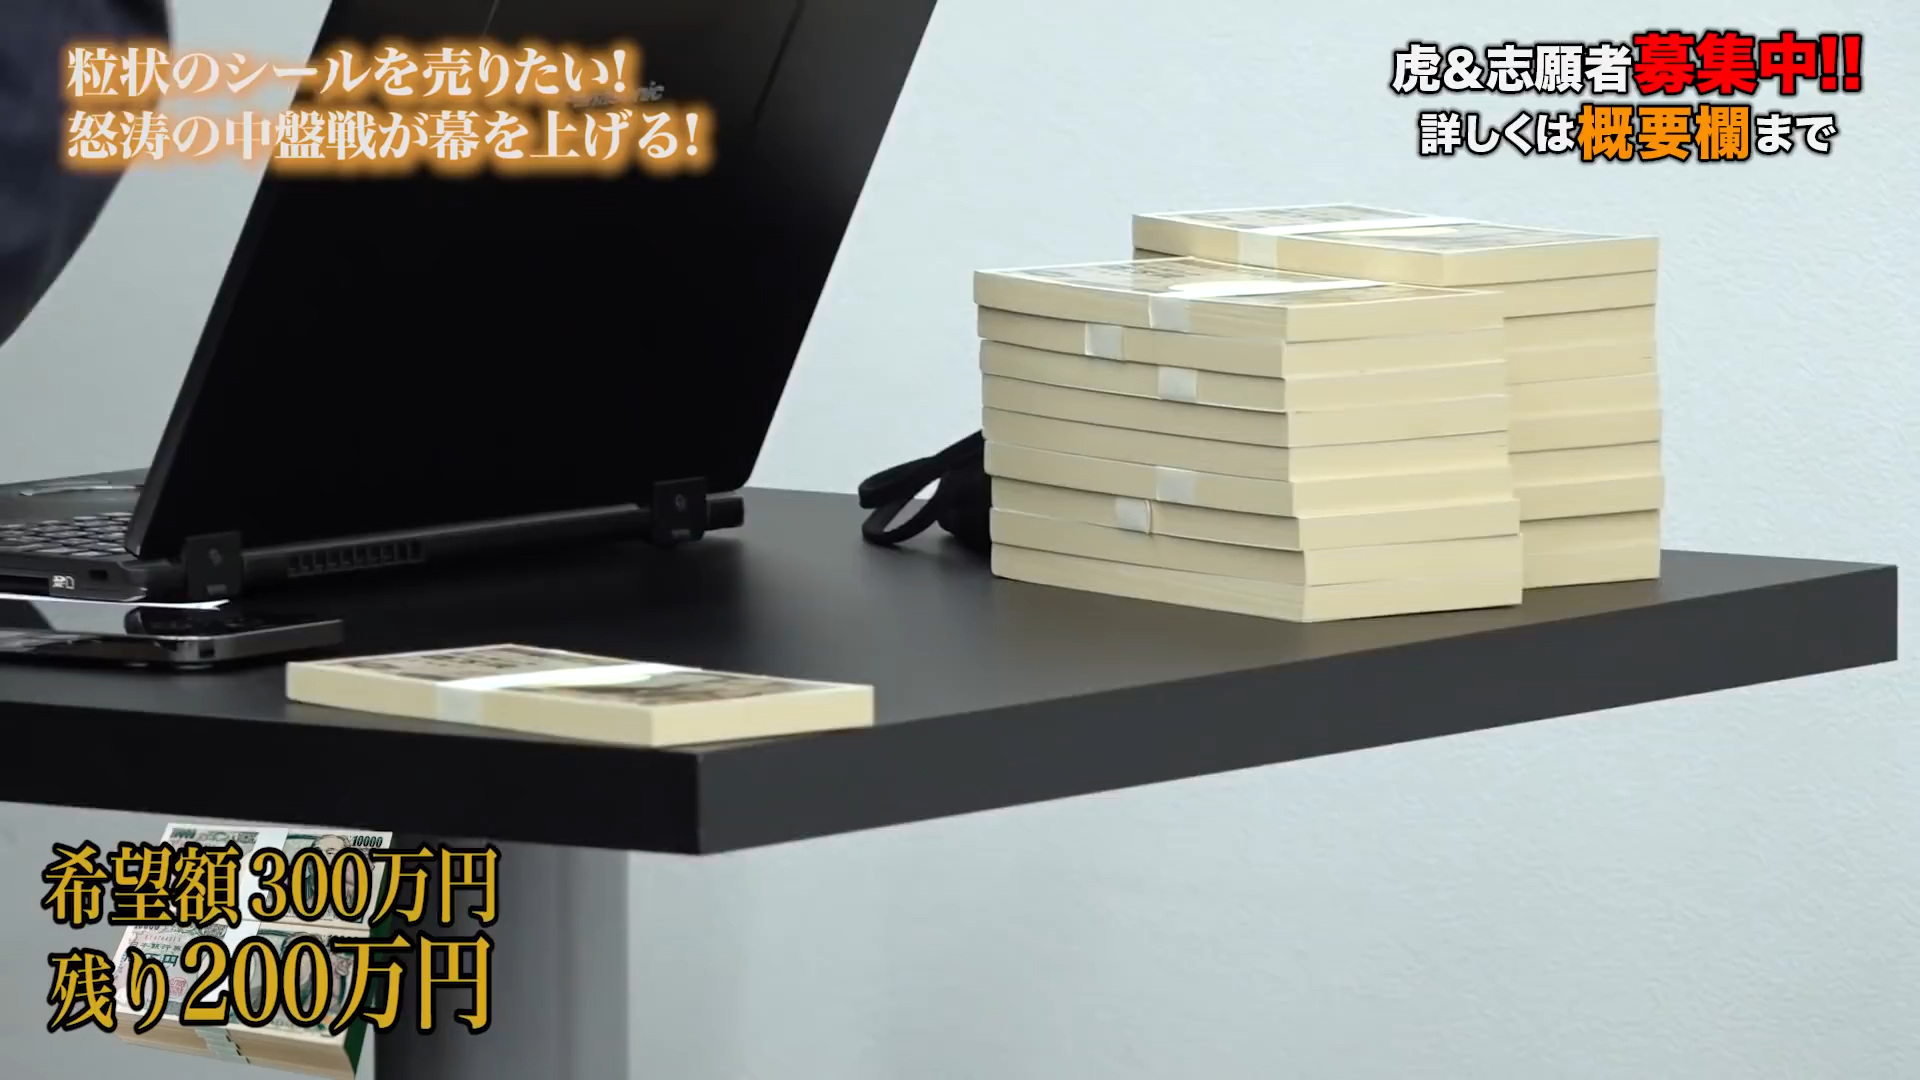 粒状のシールを売りたい!
怒涛の中盤戦が幕を上げる!
虎&志願者募集中!!
詳しくは概要欄まで
希望額300万円
残り200万円
10000